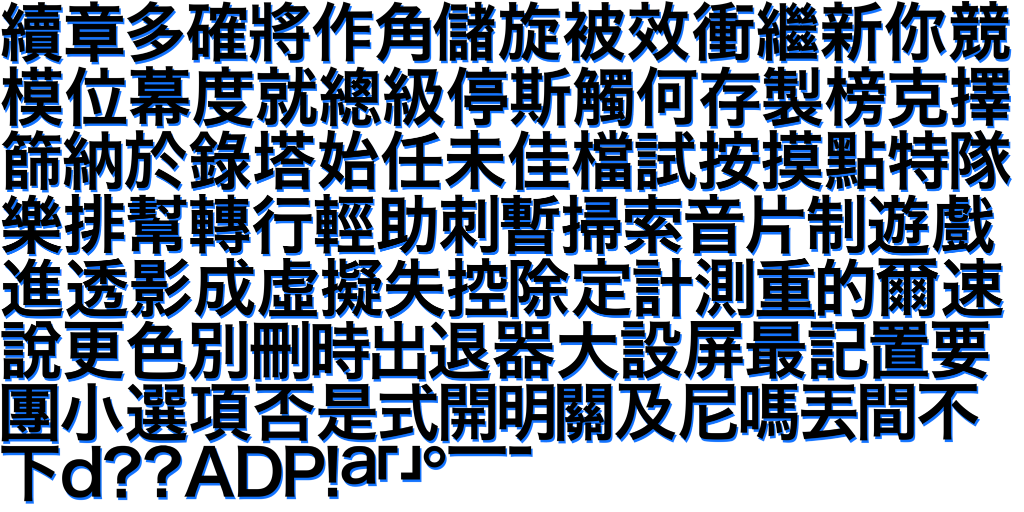 續章多確將作角儲旋被效衝繼新你競
模位幕度就總級停斯觸何存製榜克擇
篩納於錄塔始任未佳檔試按摸點特隊
樂排幫轉行輕助刺暫掃索音片制遊戲
進透影成虛擬失控除定計測重的爾速
說更色別刪時出退器大設屏最記置要
團小選項否是式開明關及尼嗎丟間不
下d??ADP!ar」°一-